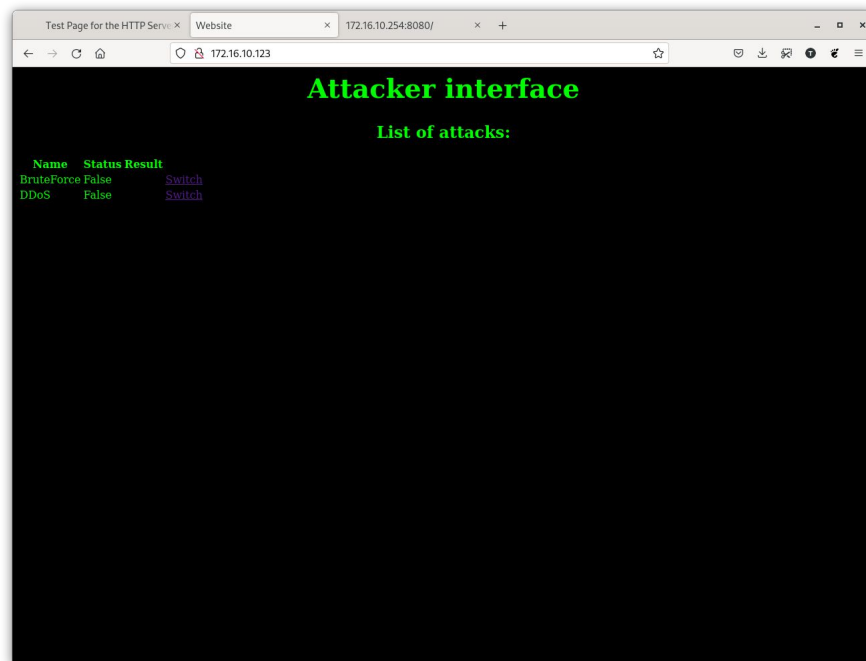 Test Page for the HTTP Serve Website 172.16.10.254:8080/
172.16.10.123
Attacker interface
List of attacks:
Name Status Result
BruteForce False Switch
DDoS False Switch